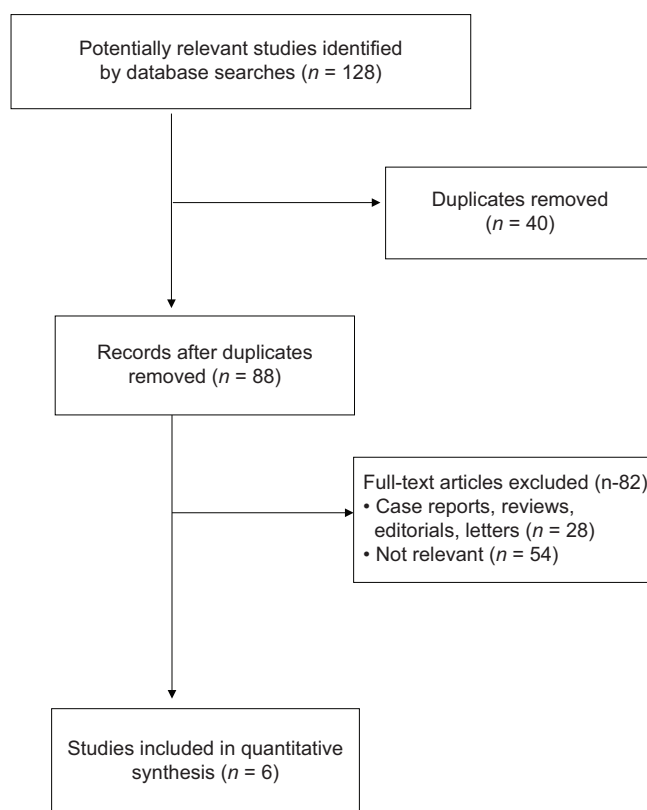 Potentially relevant studies identified
by database searches (n = 128)
Duplicates removed
(n = 40)
Records after duplicates
removed (n = 88)
Full-text articles excluded (n-82)
• Case reports, reviews,
editorials, letters (n = 28)
• Not relevant (n = 54)
Studies included in quantitative
synthesis (n = 6)